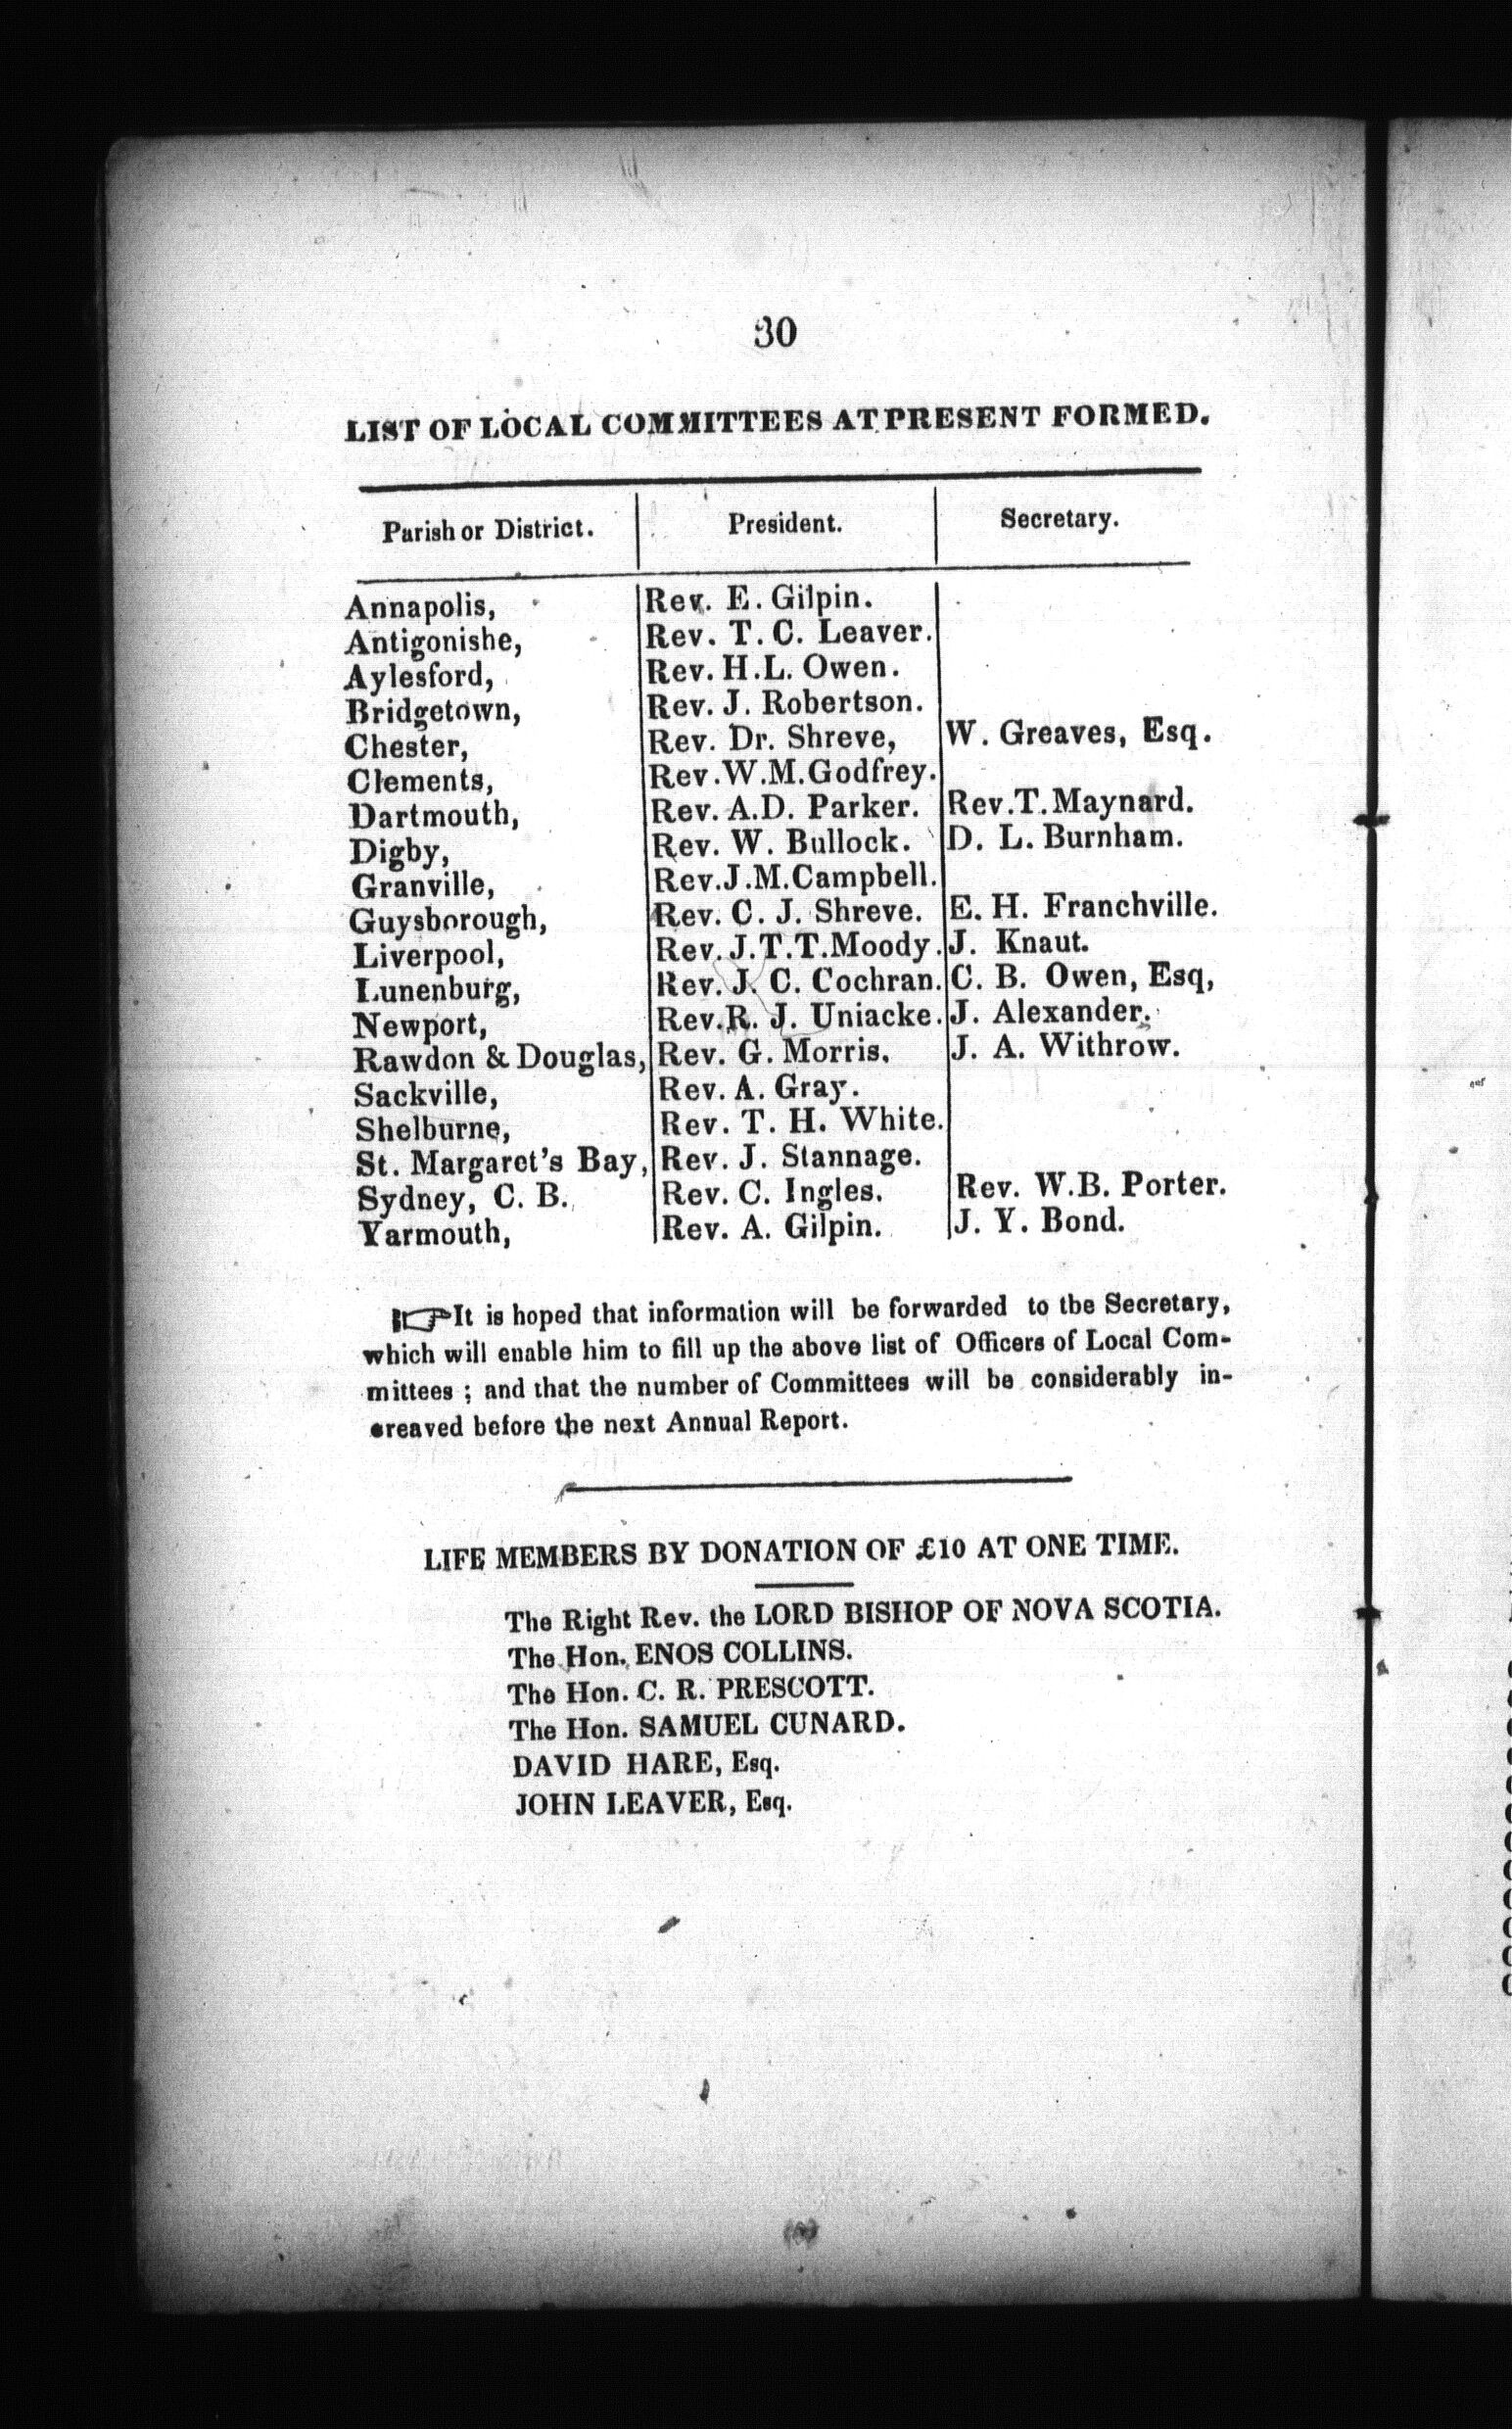 30
LIST OF LOCAL COMMITTEES AT PRESENT FORMED.
Parish or District. President. Secretary.
Annapolis, Rev. E. Gilpin.
Antigonishe, Rev. T. C. Leaver.
Aylesford, Rev. H.L. Owen.
Bridgetown, Rev. J. Robertson.
Chester, Rev. Dr. Shreve, W. Greaves, Esq.
Clements, Rev. W.M. Godfrey.
Dartmouth, Rev. A.D. Parker. Rev. T. Maynard.
Digby, Rev. W. Bullock. D. L. Burnham.
Granville, Rev. J.M. Campbell.
Guysborough, Rev. C. J. Shreve. E. H. Franchville.
Liverpool, Rev. J.T.T. Moody. J. Knaut.
Lunenburg, Rev. J. C. Cochran. C. B. Owen, Esq,
Newport, Rev. R. J. Uniacke. J. Alexander.
Rawdon & Douglas, Rev. G. Morris. J. A. Withrow.
Sackville, Rev. A. Gray.
Shelburne, Rev. T. H. White.
St. Margaret's Bay, Rev. J. Stannage.
Sydney, C. B. Rev. C. Ingles. Rev. W.B. Porter.
Yarmouth, Rev. A. Gilpin. J. Y. Bond.
☞It is hoped that information will be forwarded to the Secretary,
which will enable him to fill up the above list of Officers of Local Com-
mittees ; and that the number of Committees will be considerably in-
creaved before the next Annual Report.
LIFE MEMBERS BY DONATION OF £10 AT ONE TIME.
The Right Rev. the LORD BISHOP OF NOVA SCOTIA.
The Hon. ENOS COLLINS.
The Hon. C. R. PRESCOTT.
The Hon. SAMUEL CUNARD.
DAVID HARE, Esq.
JOHN LEAVER, Esq.